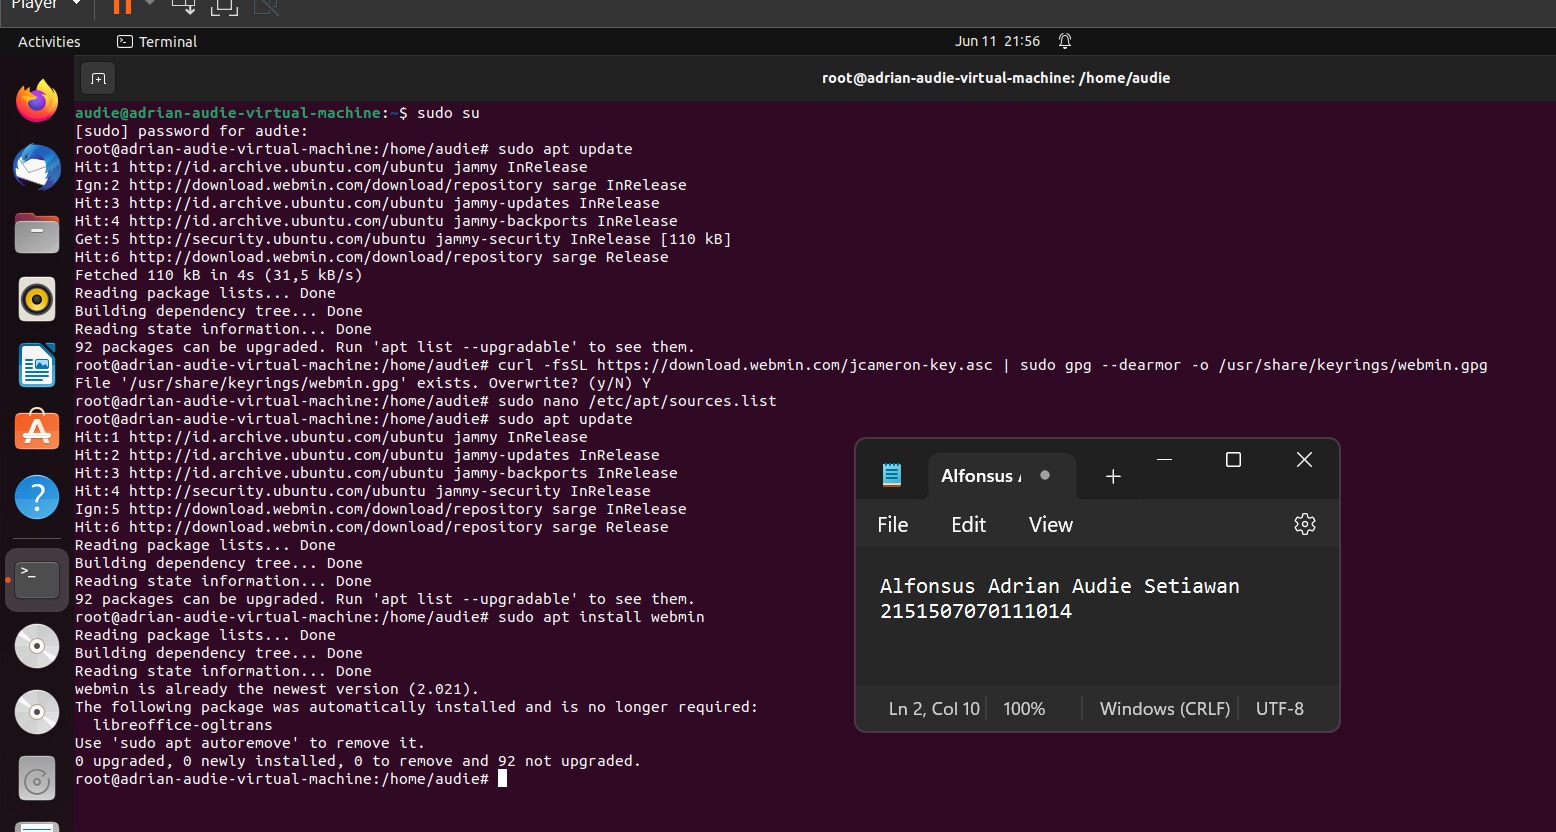 Player
Activities
Terminal
Jun 11 21:56
root@adrian-audie-virtual-machine: /home/audie
audie@adrian-audie-virtual-machine:~$ sudo su
[sudo] password for audie:
root@adrian-audie-virtual-machine:/home/audie# sudo apt update
Hit:1 http://id.archive.ubuntu.com/ubuntu jammy InRelease
Ign:2 http://download.webmin.com/download/repository sarge InRelease
Hit:3 http://id.archive.ubuntu.com/ubuntu jammy-updates InRelease
Hit:4 http://id.archive.ubuntu.com/ubuntu jammy-backports InRelease
Get:5 http://security.ubuntu.com/ubuntu jammy-security InRelease [110 kB]
Hit:6 http://download.webmin.com/download/repository sarge Release
Fetched 110 kB in 4s (31,5 kB/s)
Reading package lists... Done
Building dependency tree... Done
Reading state information... Done
92 packages can be upgraded. Run 'apt list --upgradable' to see them.
root@adrian-audie-virtual-machine:/home/audie# curl -fsSL https://download.webmin.com/jcameron-key.asc | sudo gpg --dearmor -o /usr/share/keyrings/webmin.gpg
File '/usr/share/keyrings/webmin.gpg' exists. Overwrite? (y/N) Y
root@adrian-audie-virtual-machine:/home/audie# sudo nano /etc/apt/sources.list
root@adrian-audie-virtual-machine:/home/audie# sudo apt update
Hit:1 http://id.archive.ubuntu.com/ubuntu jammy InRelease
Hit:2 http://id.archive.ubuntu.com/ubuntu jammy-updates InRelease
Hit:3 http://id.archive.ubuntu.com/ubuntu jammy-backports InRelease
Hit:4 http://security.ubuntu.com/ubuntu jammy-security InRelease
Ign:5 http://download.webmin.com/download/repository sarge InRelease
Hit:6 http://download.webmin.com/download/repository sarge Release
Reading package lists... Done
Building dependency tree... Done
Reading state information... Done
92 packages can be upgraded. Run 'apt list --upgradable' to see them.
root@adrian-audie-virtual-machine:/home/audie# sudo apt install webmin
Reading package lists... Done
Building dependency tree... Done
Reading state information... Done
webmin is already the newest version (2.021).
The following package was automatically installed and is no longer required:
  libreoffice-ogltrans
Use 'sudo apt autoremove' to remove it.
0 upgraded, 0 newly installed, 0 to remove and 92 not upgraded.
root@adrian-audie-virtual-machine:/home/audie#
Alfonsus
File Edit View
Alfonsus Adrian Audie Setiawan
2151507070111014
Ln 2, Col 10 100% Windows (CRLF) UTF-8